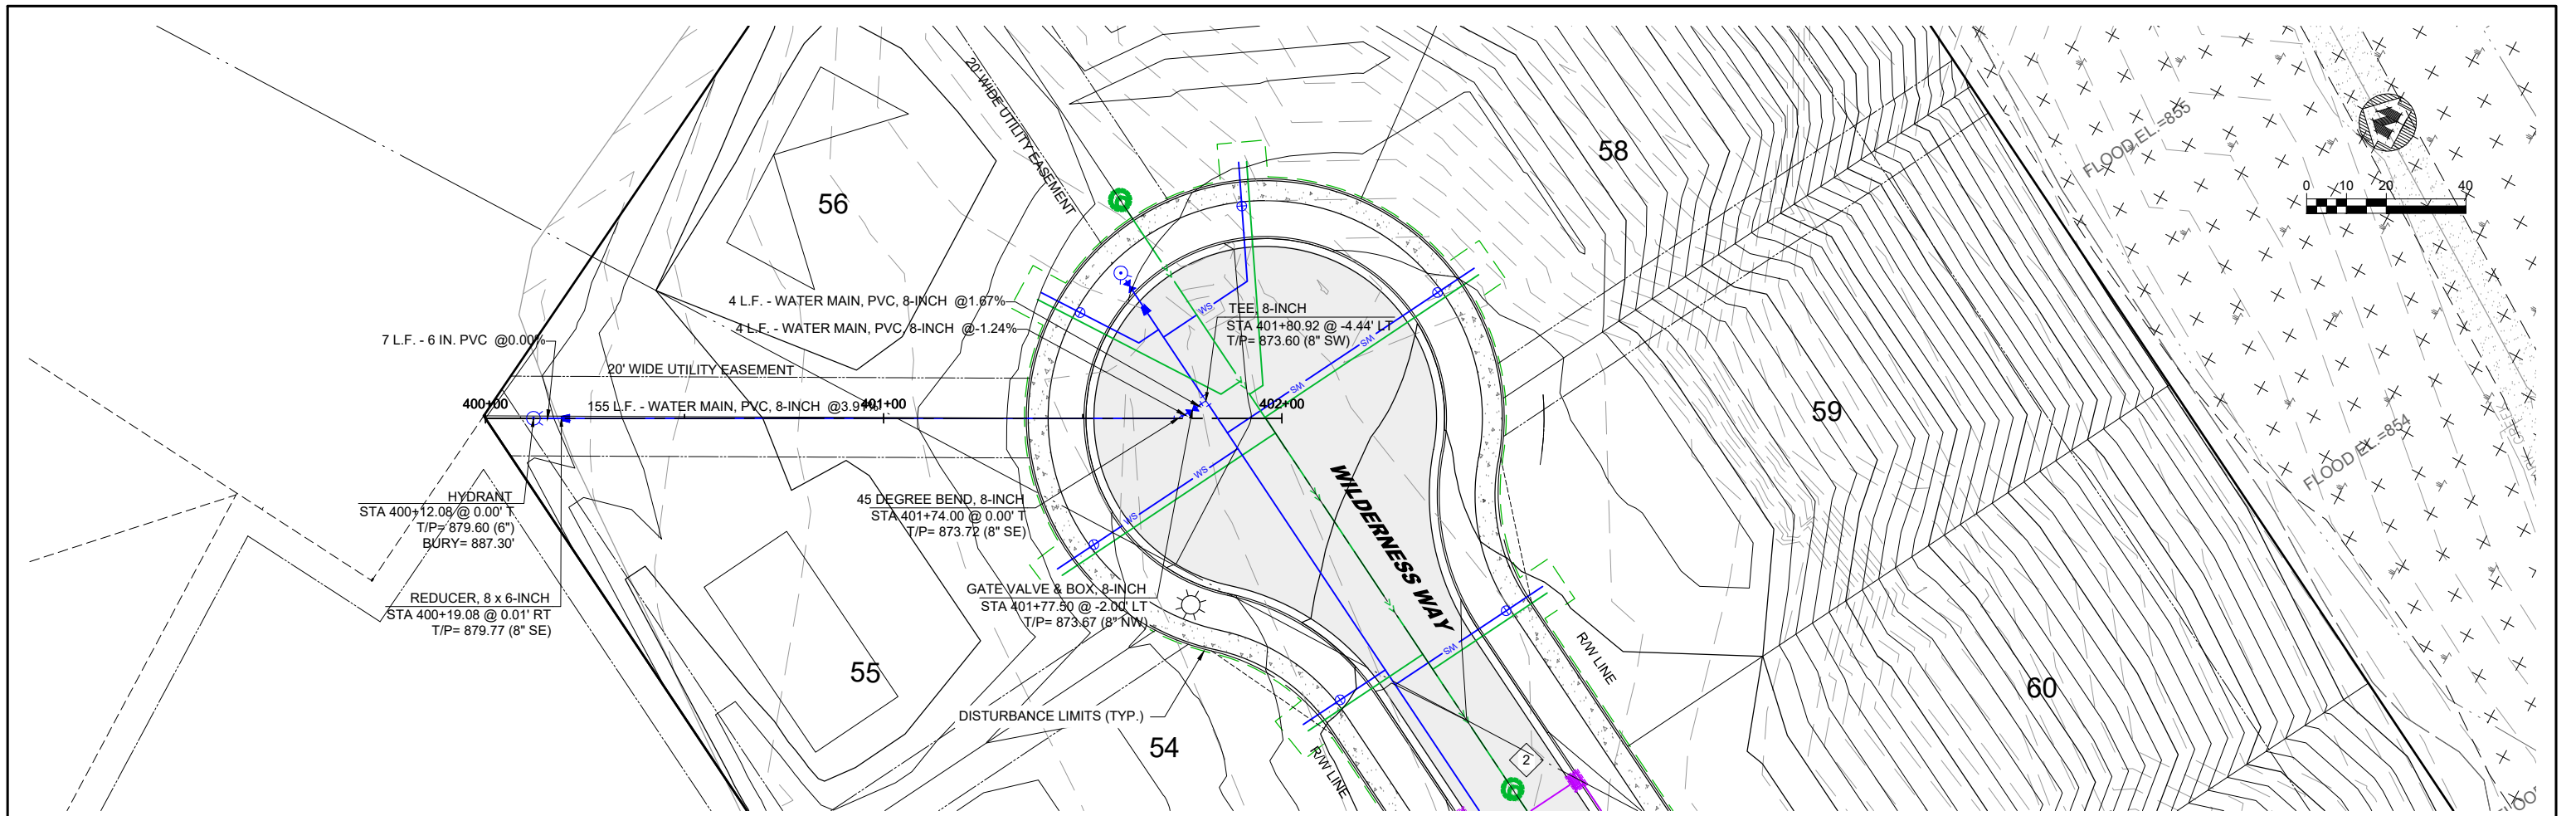 20' WIDE UTILITY EASEMENT
56
58
FLOOD EL.=855
0 10 20 40
4 L.F. - WATER MAIN, PVC, 8-INCH @1.67%
4 L.F. - WATER MAIN, PVC, 8-INCH @-1.24%
7 L.F. - 6 IN. PVC @0.00%
20' WIDE UTILITY EASEMENT
TEE, 8-INCH
STA 401+80.92 @ -4.44' LT
T/P= 873.60 (8" SW)
WS
WS
WS
400+00
155 L.F. - WATER MAIN, PVC, 8-INCH @3.91%
401+00
402+00
59
FLOOD EL.=854
WS
WS
WILDERNESS WAY
HYDRANT
STA 400+12.08 @ 0.00' T
T/P= 879.60 (6")
BURY= 887.30'
45 DEGREE BEND, 8-INCH
STA 401+74.00 @ 0.00' T
T/P= 873.72 (8" SE)
REDUCER, 8 x 6-INCH
STA 400+19.08 @ 0.01' RT
T/P= 879.77 (8" SE)
GATE VALVE & BOX, 8-INCH
STA 401+77.50 @ -2.00' LT
T/P= 873.67 (8" NW)
WS
R/W LINE
55
60
DISTURBANCE LIMITS (TYP.)
54
R/W LINE
2